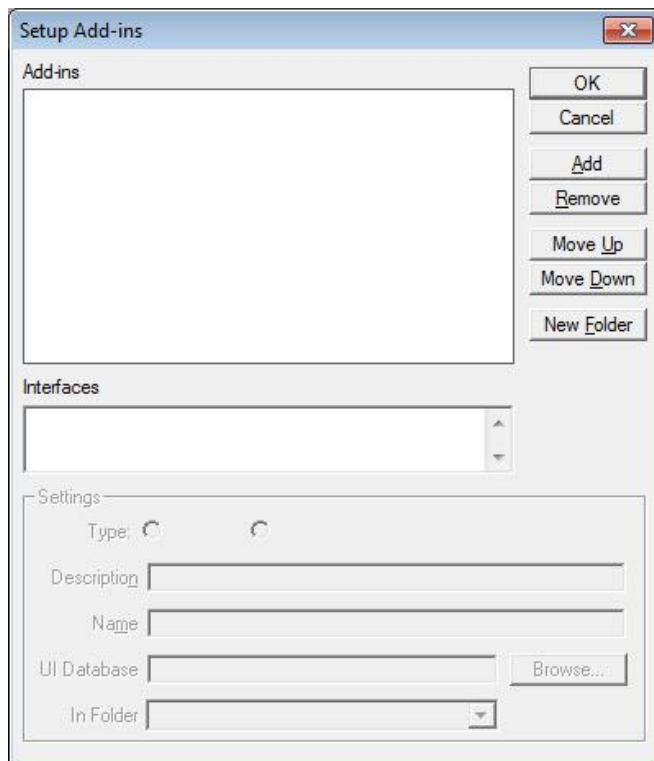 Setup Add-ins
Add-ins
OK
Cancel
Add
Remove
Move Up
Move Down
New Folder
Interfaces
Settings
Type:
Description
Name
UI Database
Browse...
In Folder